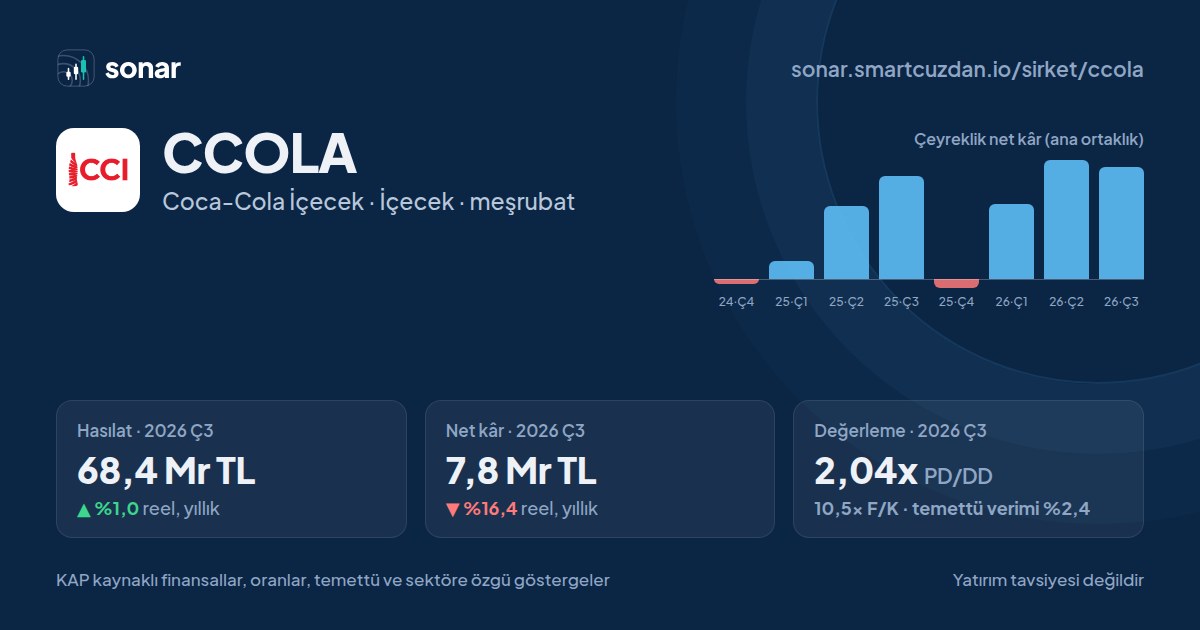 sonar
sonar.smartcuzdan.io/sirket/ccola
CCI
CCOLA
Coca-Cola İçecek · İçecek · meşrubat
Çeyreklik net kâr (ana ortaklık)
24·Ç4 25·Ç1 25·Ç2 25·Ç3 25·Ç4 26·Ç1 26·Ç2 26·Ç3
Hasılat · 2026 Ç3
68,4 Mr TL
▲ %1,0 reel, yıllık
Net kâr · 2026 Ç3
7,8 Mr TL
▼ %16,4 reel, yıllık
Değerleme · 2026 Ç3
2,04x PD/DD
10,5× F/K · temettü verimi %2,4
KAP kaynaklı finansallar, oranlar, temettü ve sektöre özgü göstergeler
Yatırım tavsiyesi değildir